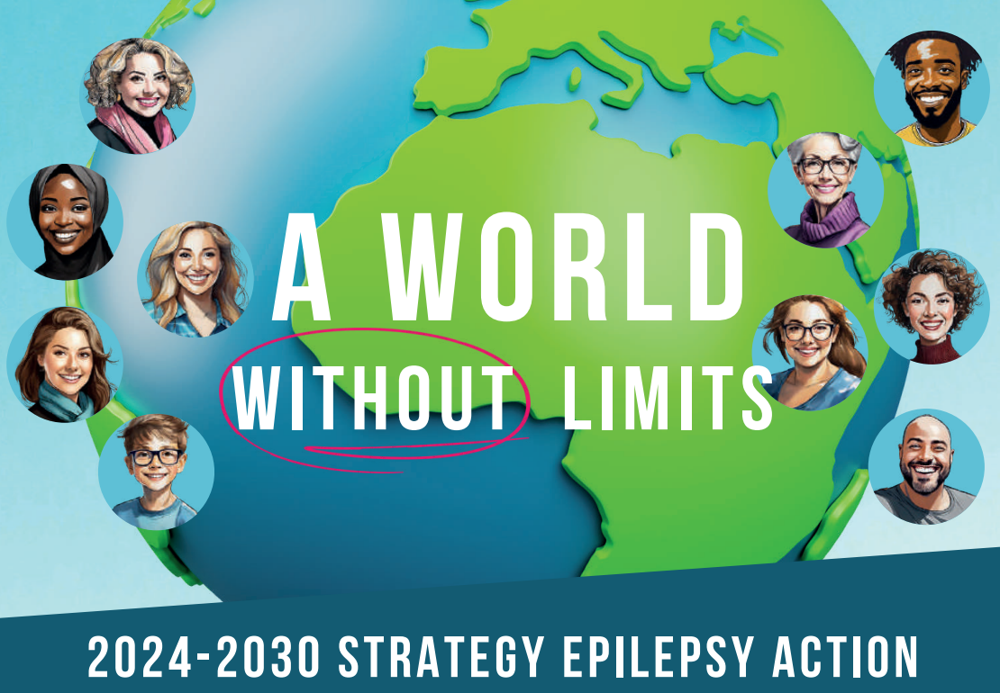 A WORLD
WITHOUT LIMITS
2024-2030 STRATEGY EPILEPSY ACTION